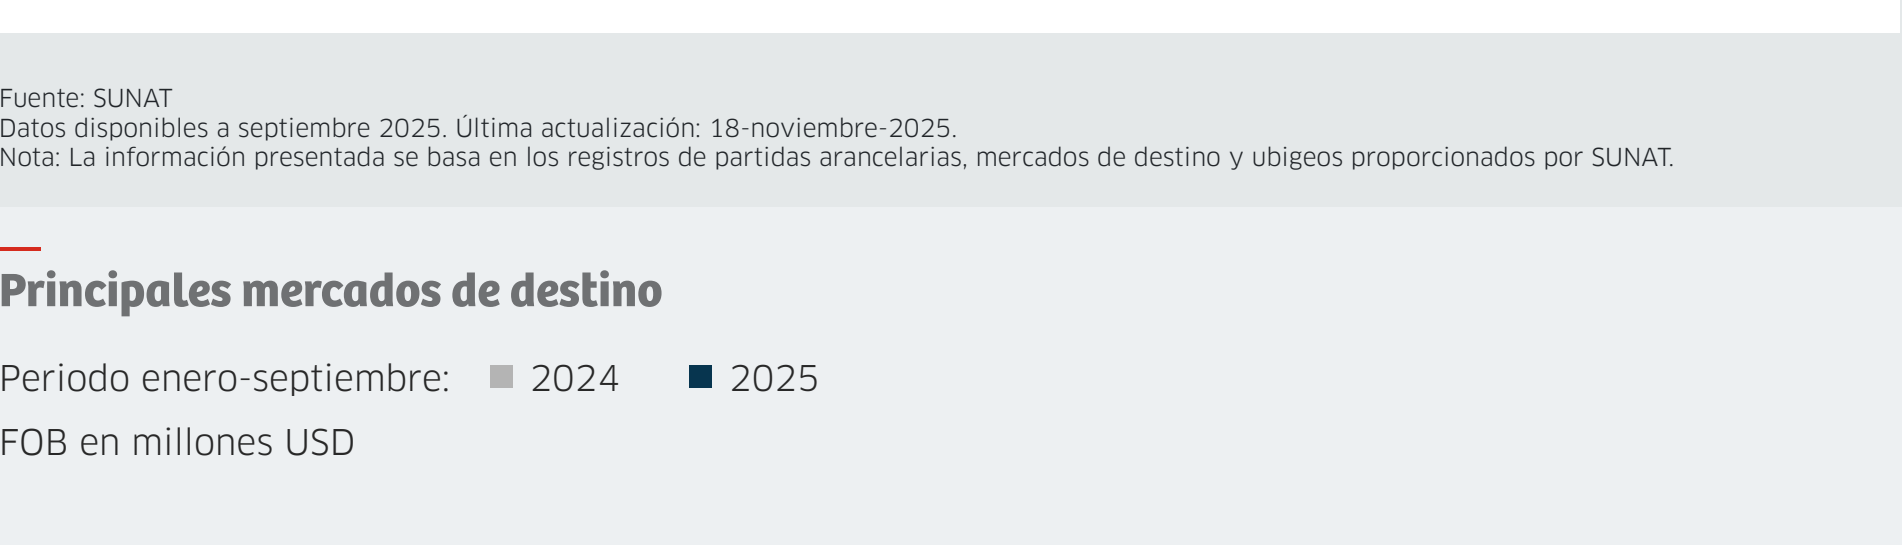 Fuente: SUNAT
Datos disponibles a septiembre 2025. Última actualización: 18-noviembre-2025.
Nota: La información presentada se basa en los registros de partidas arancelarias, mercados de destino y ubigeos proporcionados por SUNAT.
Principales mercados de destino
Periodo enero-septiembre: 2024 2025
FOB en millones USD